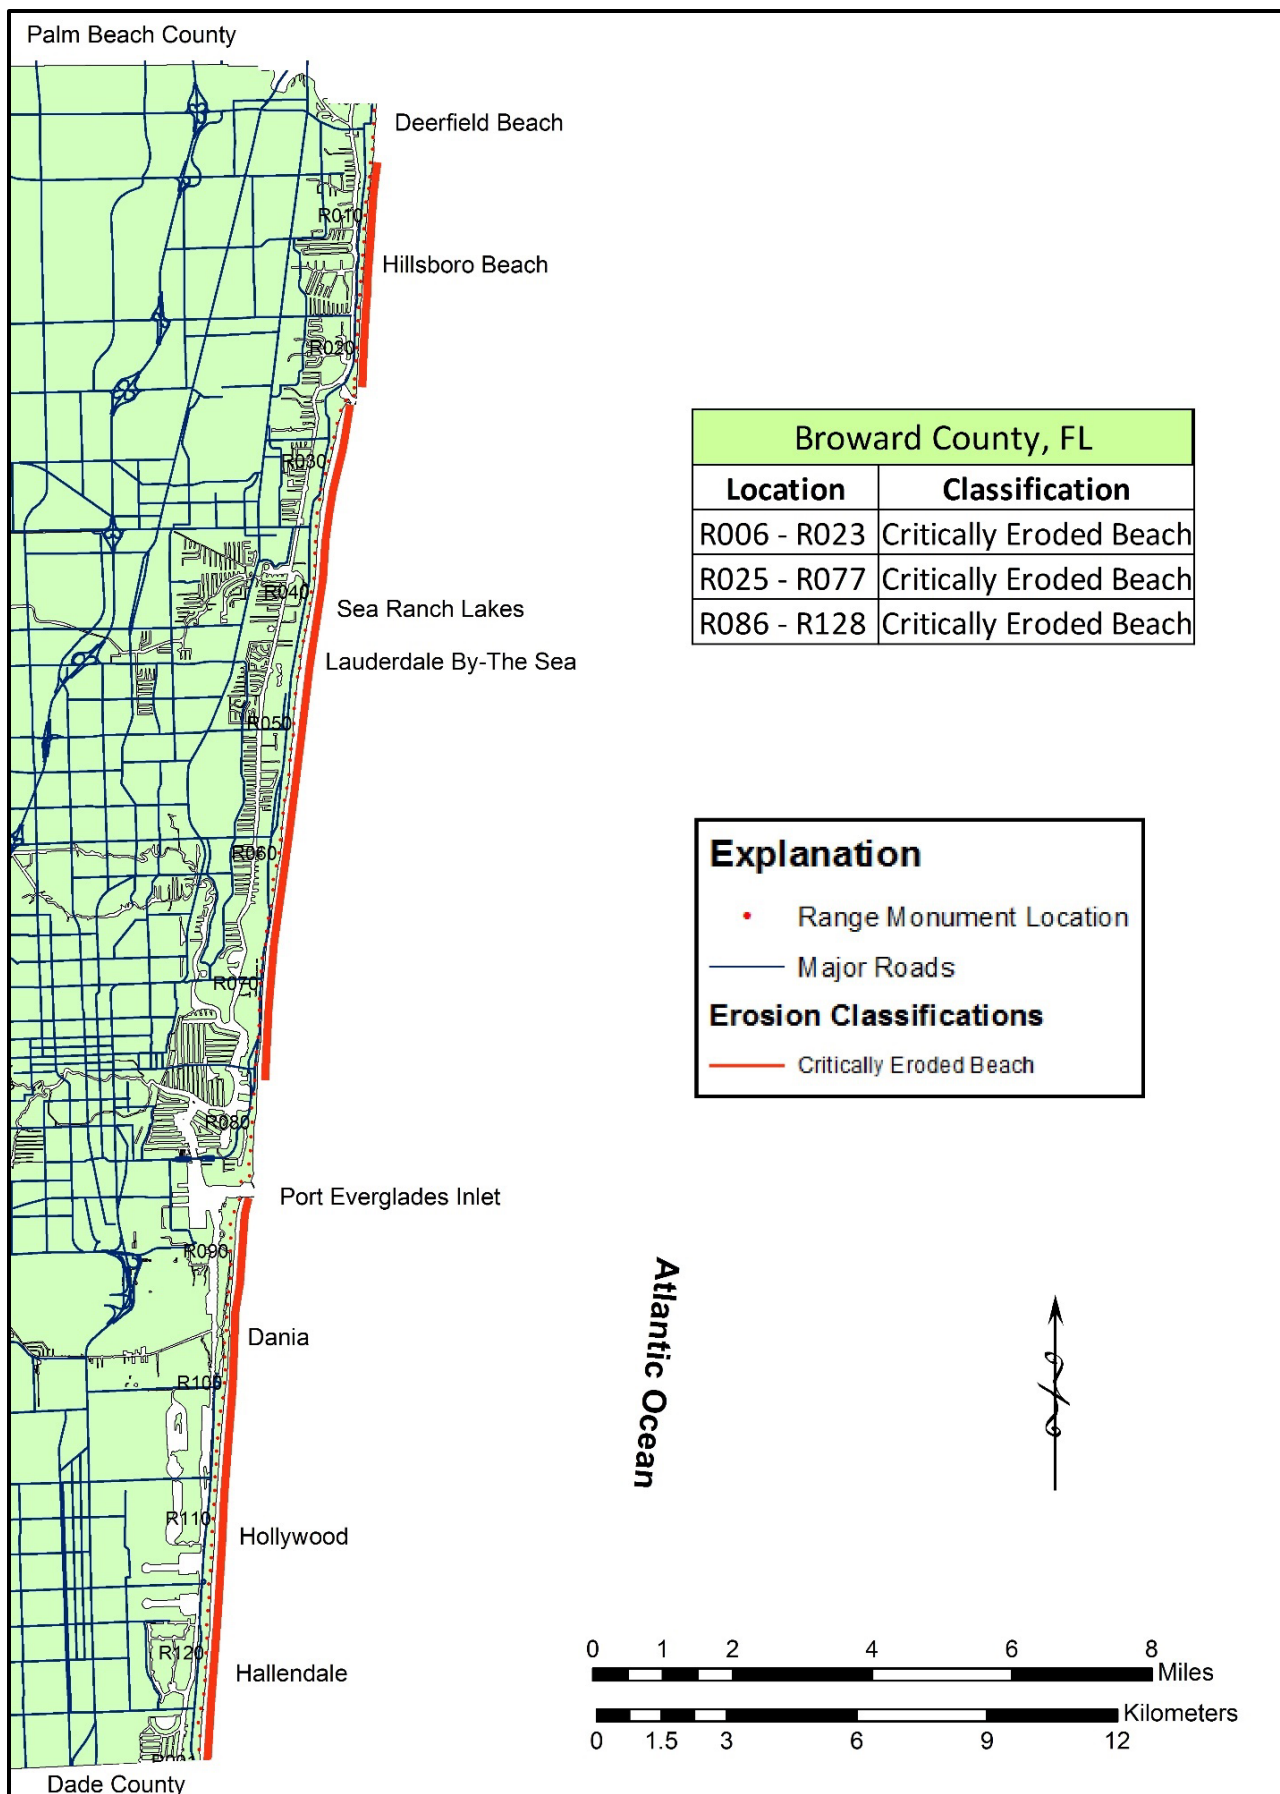 Palm Beach County
Deerfield Beach
R010
Hillsboro Beach
R020
Broward County, FL
Location Classification
R006 - R023 Critically Eroded Beach
R025 - R077 Critically Eroded Beach
R086 - R128 Critically Eroded Beach
R030
R040
Sea Ranch Lakes
Lauderdale By-The Sea
R050
R060
R070
R080
Explanation
Range Monument Location
Major Roads
Erosion Classifications
Critically Eroded Beach
Port Everglades Inlet
R090
Atlantic Ocean
Dania
R100
R110
Hollywood
R120
Hallendale
0 1 2 4 6 8
Miles
Kilometers
0 1.5 3 6 9 12
Dade County